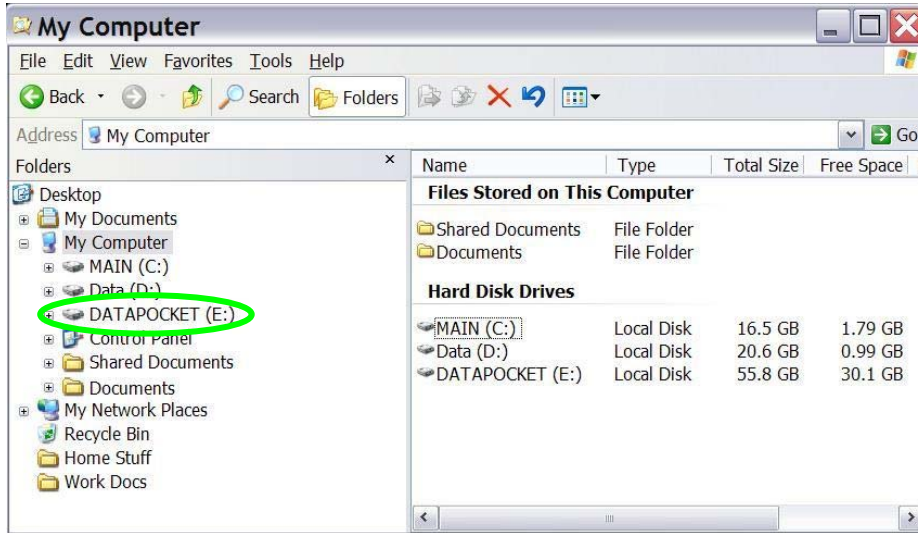 My Computer
File Edit View Favorites Tools Help
Back Search Folders
Address My Computer Go
Folders x
Desktop
My Documents
My Computer
MAIN (C:)
Data (D:)
DATAPOCKET (E:)
Control Panel
Shared Documents
Documents
My Network Places
Recycle Bin
Home Stuff
Work Docs
Name Type Total Size Free Space
Files Stored on This Computer
Shared Documents File Folder
Documents File Folder
Hard Disk Drives
MAIN (C:) Local Disk 16.5 GB 1.79 GB
Data (D:) Local Disk 20.6 GB 0.99 GB
DATAPOCKET (E:) Local Disk 55.8 GB 30.1 GB